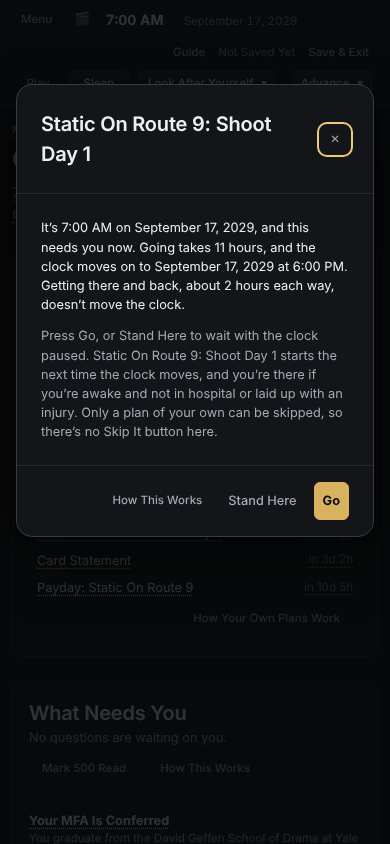 Menu 7:00 AM September 17, 2029
Guide Not Saved Yet Save & Exit
Play Sleep Look After Yourself Advance
Static On Route 9: Shoot
Day 1
×
It's 7:00 AM on September 17, 2029, and this
needs you now. Going takes 11 hours, and the
clock moves on to September 17, 2029 at 6:00 PM.
Getting there and back, about 2 hours each way,
doesn't move the clock.
Press Go, or Stand Here to wait with the clock
paused. Static On Route 9: Shoot Day 1 starts the
next time the clock moves, and you're there if
you're awake and not in hospital or laid up with an
injury. Only a plan of your own can be skipped, so
there's no Skip It button here.
How This Works Stand Here Go
Card Statement in 3d 2h
Payday: Static On Route 9 in 10d 5h
How Your Own Plans Work
What Needs You
No questions are waiting on you.
Mark 500 Read How This Works
Your MFA Is Conferred
You graduate from the David Geffen School of Drama at Yale